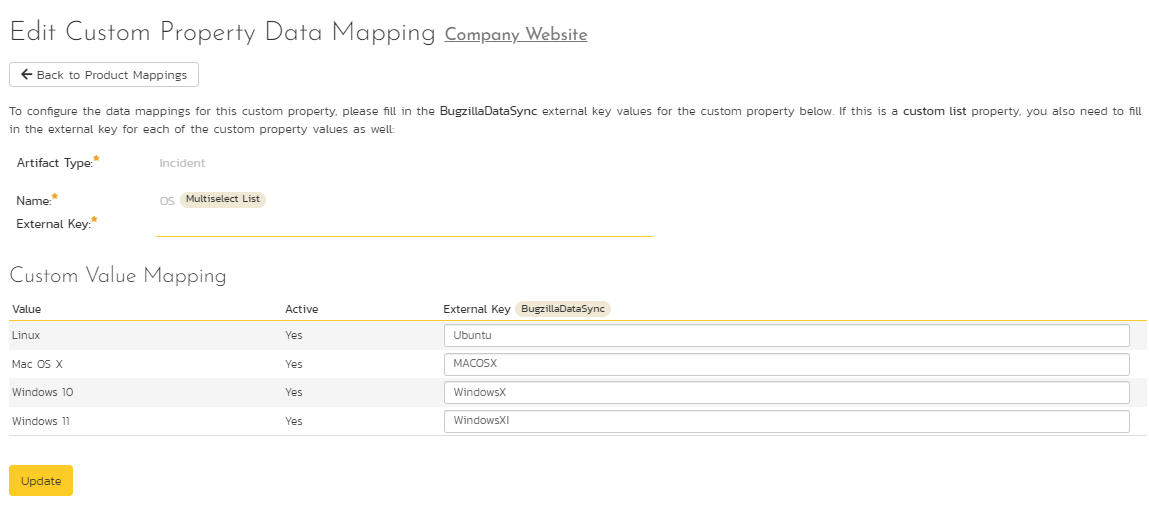 Edit Custom Property Data Mapping Company Website
← Back to Product Mappings
To configure the data mappings for this custom property, please fill in the BugzillaDataSync external key values for the custom property below. If this is a custom list property, you also need to fill
in the external key for each of the custom property values as well:
Artifact Type:* Incident
Name:* OS Multiselect List
External Key:*
Custom Value Mapping
Value Active External Key BugzillaDataSync
Linux Yes Ubuntu
Mac OS X Yes MACOSX
Windows 10 Yes WindowsX
Windows 11 Yes WindowsXI
Update